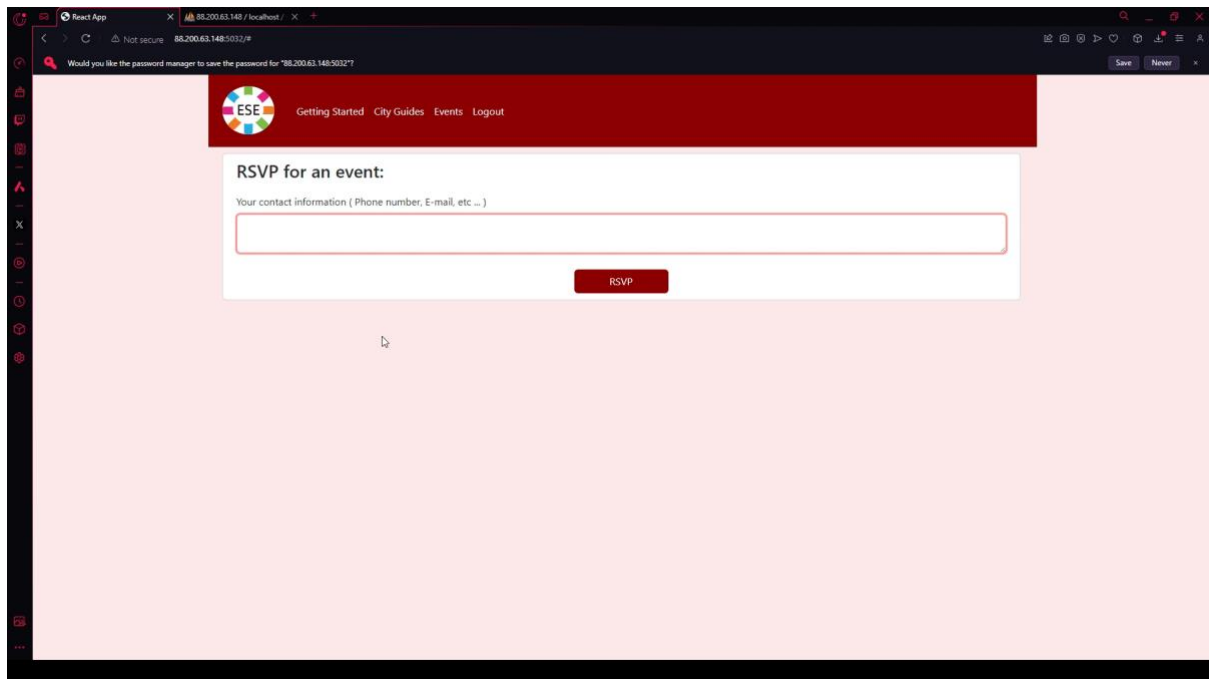 React App
88.200.63.148 / localhost /
Not secure 88.200.63.148:5032/#
Would you like the password manager to save the password for "88.200.63.148:5032"?
Save Never
ESE
Getting Started City Guides Events Logout
RSVP for an event:
Your contact information ( Phone number, E-mail, etc ... )
RSVP